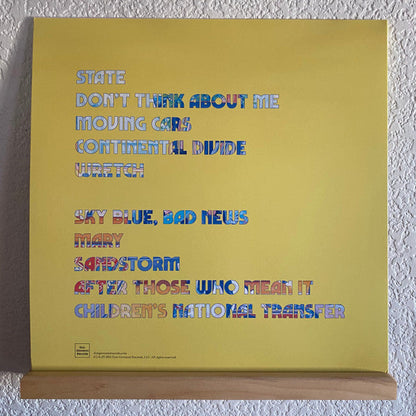 STATE
DON'T THINK ABOUT ME
MOVING CARS
CONTINENTAL DIVIDE
WRETCH
SKY BLUE, BAD NEWS
MARY
SANDSTORM
AFTER THOSE WHO MEAN IT
CHILDREN'S NATIONAL TRANSFER